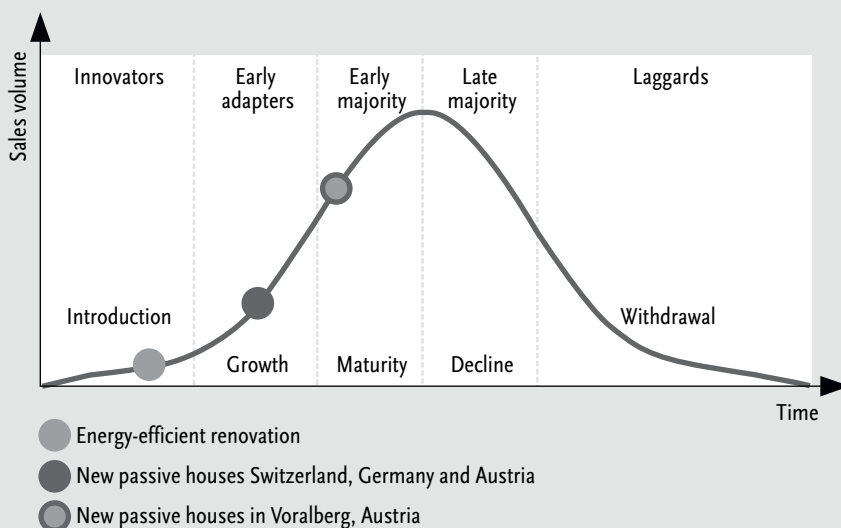 Sales volume
Innovators
Early
adapters
Early
majority
Late
majority
Laggards
Introduction
Growth
Maturity
Decline
Withdrawal
Time
Energy-efficient renovation
New passive houses Switzerland, Germany and Austria
New passive houses in Voralberg, Austria